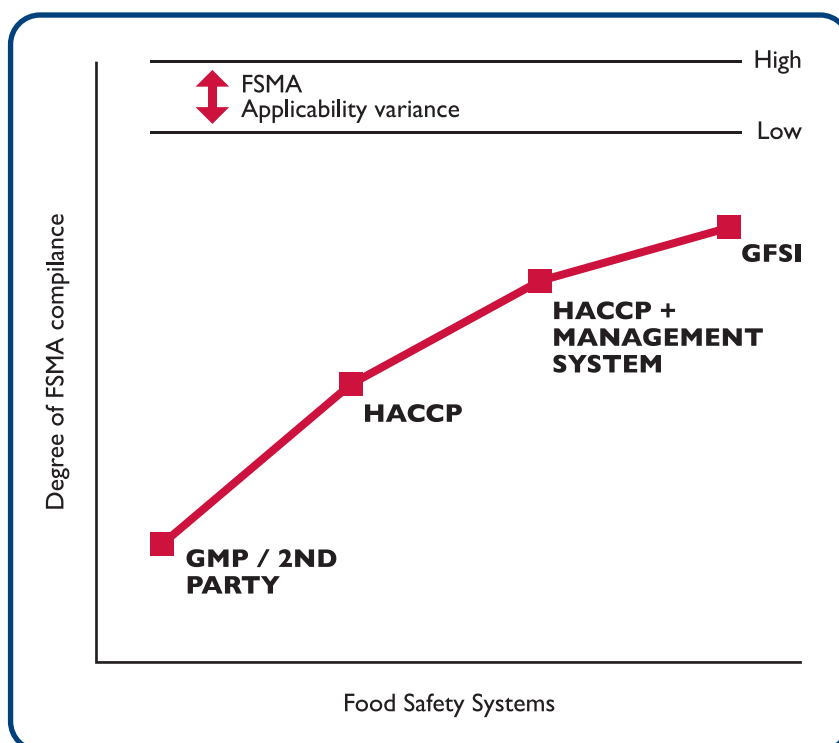 High
FSMA
Applicability variance
Low
Degree of FSMA compilance
GFSI
HACCP +
MANAGEMENT
SYSTEM
HACCP
GMP / 2ND
PARTY
Food Safety Systems